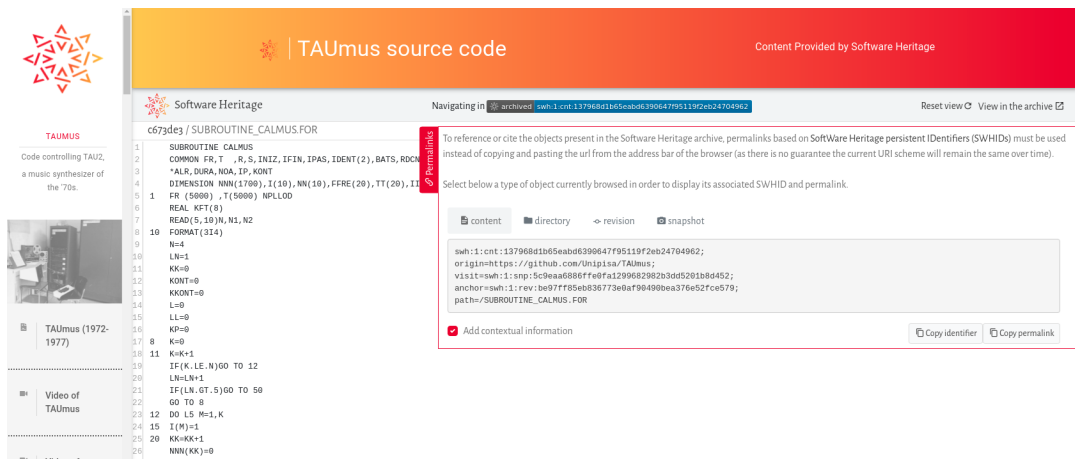 TAUmus source code
Content Provided by Software Heritage
Software Heritage
Navigating in archived swh:1:cnt:137968d1b65eabd6390647f95119f2eb24704962
Reset view View in the archive
TAUMUS
Code controlling TAU2,
a music synthesizer of
the '70s.
TAUmus (1972-
1977)
Video of
TAUmus
c673de3 / SUBROUTINE_CALMUS.FOR
1 SUBROUTINE CALMUS
2 COMMON FR,T ,R,S,INIZ,IFIN,IPAS,IDENT(2),BATS,RDCN
3 *ALR,DURA,NOA,IP,KONT
4 DIMENSION NNN(1700),I(10),NN(10),FFRE(20),TT(20),II
5 1 FR (5000) ,T(5000) NPLLOD
6 REAL KFT(8)
7 READ(5,10)N,N1,N2
8 10 FORMAT(3I4)
9 N=4
10 LN=1
11 KK=0
12 KONT=0
13 KKONT=0
14 L=0
15 LL=0
16 KP=0
17 8 K=0
18 11 K=K+1
19 IF(K.LE.N)GO TO 12
20 LN=LN+1
21 IF(LN.GT.5)GO TO 50
22 GO TO 8
23 12 DO L5 M=1,K
24 15 I(M)=1
25 20 KK=KK+1
26 NNN(KK)=0
Permalinks
To reference or cite the objects present in the Software Heritage archive, permalinks based on SoftWare Heritage persistent IDentifiers (SWHIDs) must be used
instead of copying and pasting the url from the address bar of the browser (as there is no guarantee the current URI scheme will remain the same over time).
Select below a type of object currently browsed in order to display its associated SWHID and permalink.
content directory revision snapshot
swh:1:cnt:137968d1b65eabd6390647f95119f2eb24704962;
origin=https://github.com/Unipisa/TAUmus;
visit=swh:1:snp:5c9eaa6886ffe0fa1299682982b3dd5201b8d452;
anchor=swh:1:rev:be97ff85eb836773e0af90490bea376e52fce579;
path=/SUBROUTINE_CALMUS.FOR
Add contextual information
Copy identifier Copy permalink